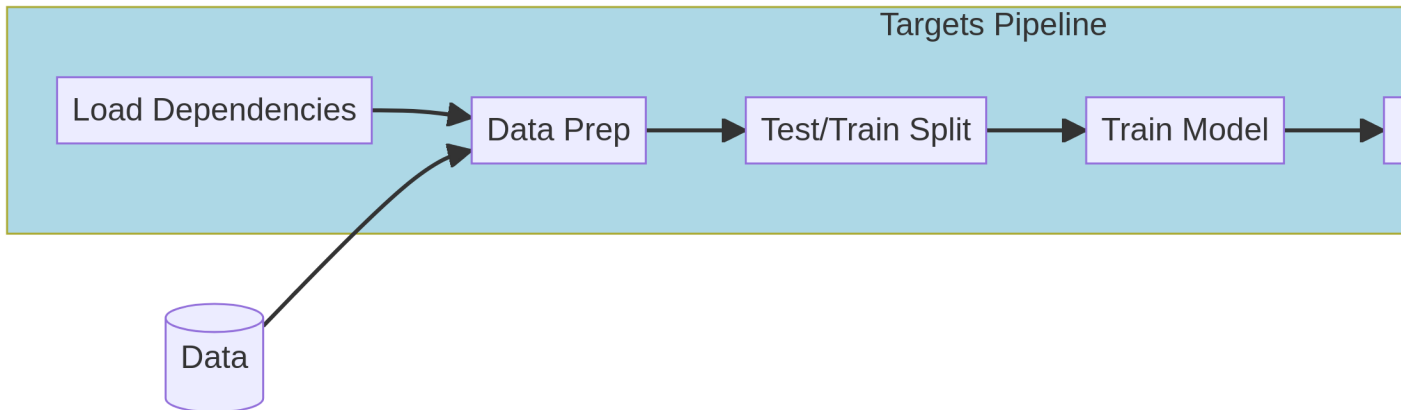 Targets Pipeline
Load Dependencies
Data Prep
Test/Train Split
Train Model
Data